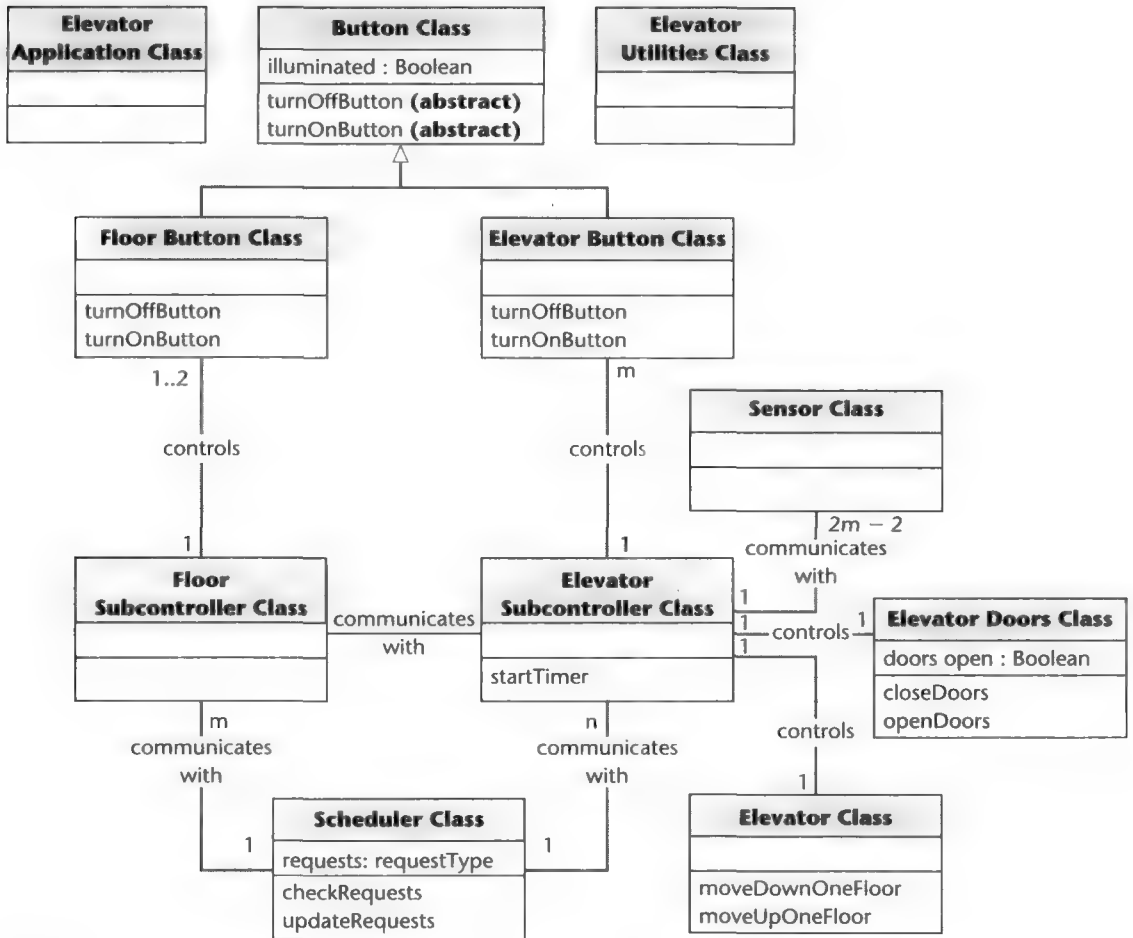 Elevator
Application Class
Button Class
illuminated : Boolean
turnOffButton (abstract)
turnOnButton (abstract)
Elevator
Utilities Class
Floor Button Class
turnOffButton
turnOnButton
Elevator Button Class
turnOffButton
turnOnButton
1..2
m
controls
controls
Sensor Class
2m – 2
communicates
with
1
1
Floor
Subcontroller Class
communicates
with
Elevator
Subcontroller Class
startTimer
1
1
1
controls
1
Elevator Doors Class
doors open : Boolean
closeDoors
openDoors
m
communicates
with
n
communicates
with
controls
1
1
1
Scheduler Class
requests: requestType
checkRequests
updateRequests
Elevator Class
moveDownOneFloor
moveUpOneFloor